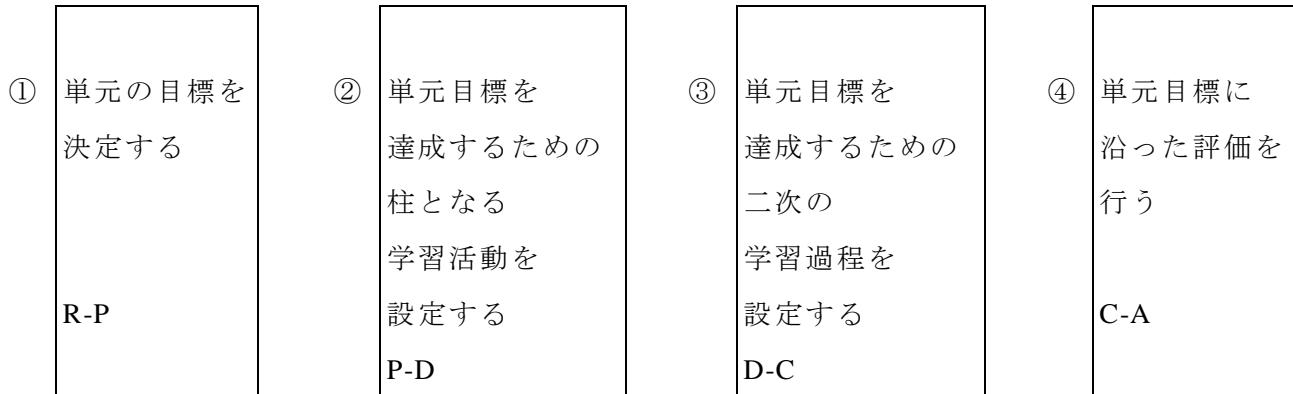 ①
単元の目標を
決定する
R-P
②
単元目標を
達成するための
柱となる
学習活動を
設定する
P-D
③
単元目標を
達成するための
二次の
学習過程を
設定する
D-C
④
単元目標に
沿った評価を
行う
C-A